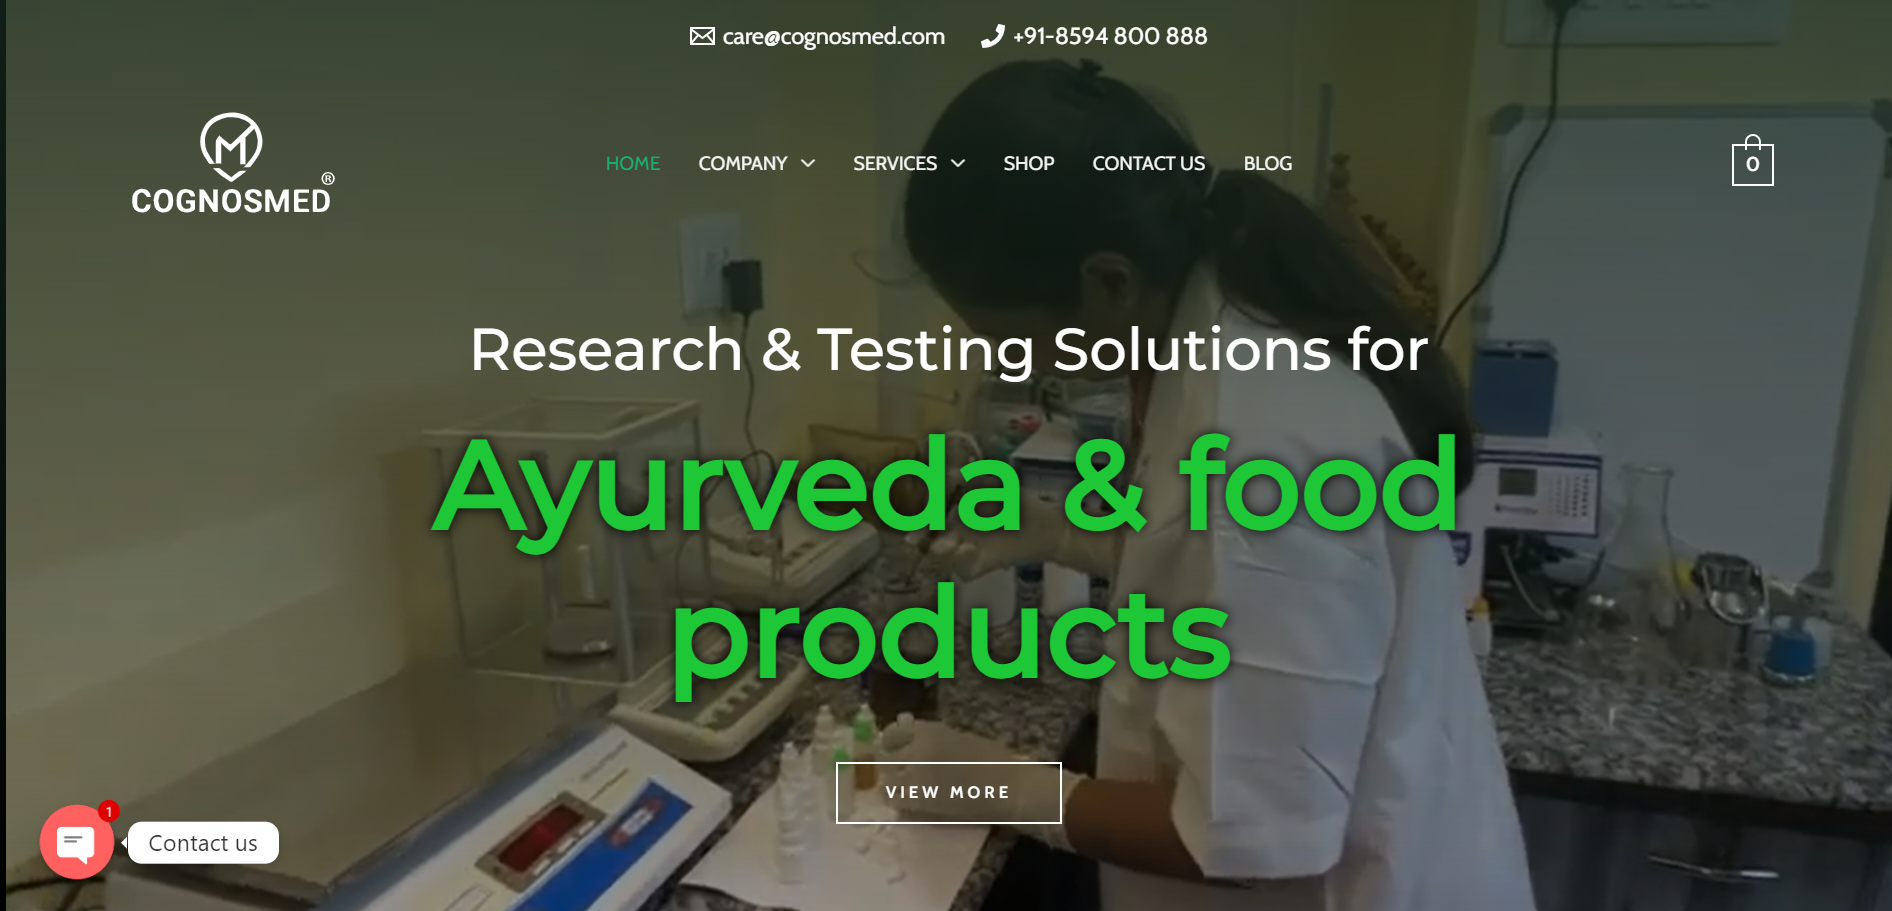 care@cognosmed.com +91-8594 800 888
COGNOSMED®
HOME COMPANY SERVICES SHOP CONTACT US BLOG
0
Research & Testing Solutions for
Ayurveda & food
products
VIEW MORE
1
Contact us